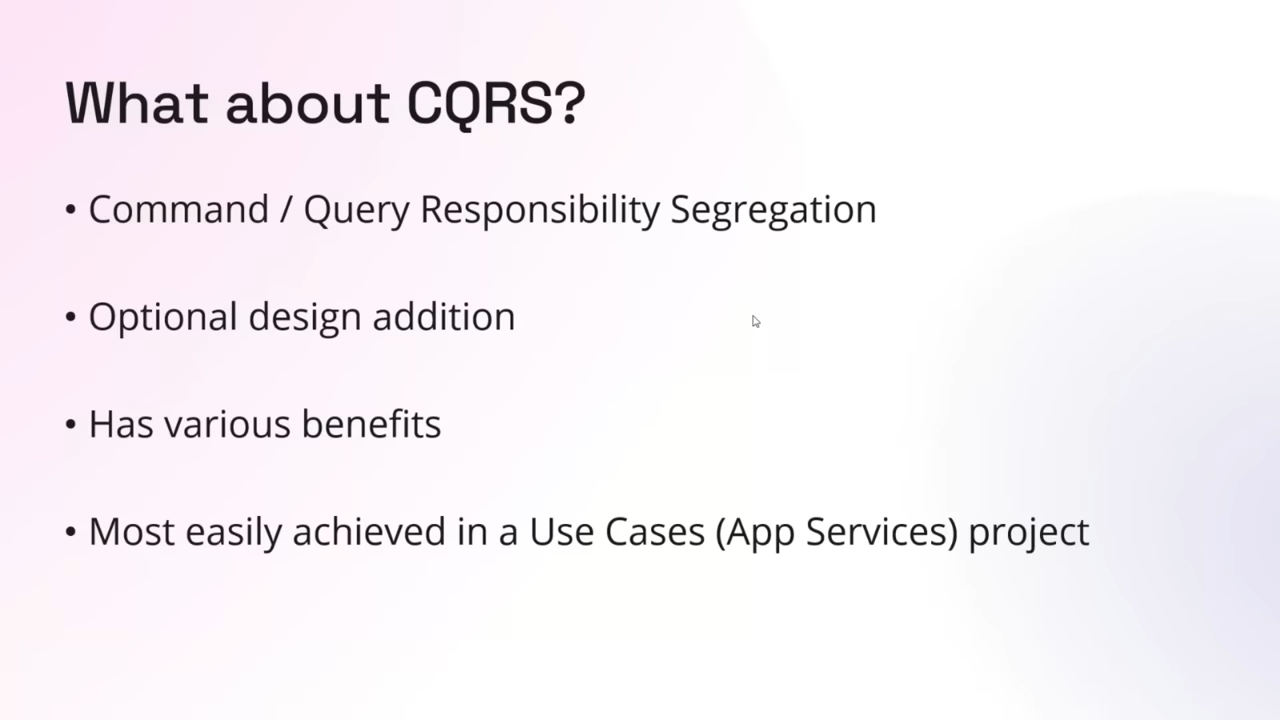 What about CQRS?
• Command / Query Responsibility Segregation
• Optional design addition
• Has various benefits
• Most easily achieved in a Use Cases (App Services) project